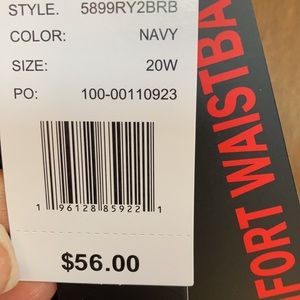 STYLE. 5899RY2BRB
COLOR: NAVY
SIZE: 20W
PO: 100-00110923
1 96128 85922 1
$56.00
FORT WAISTBA